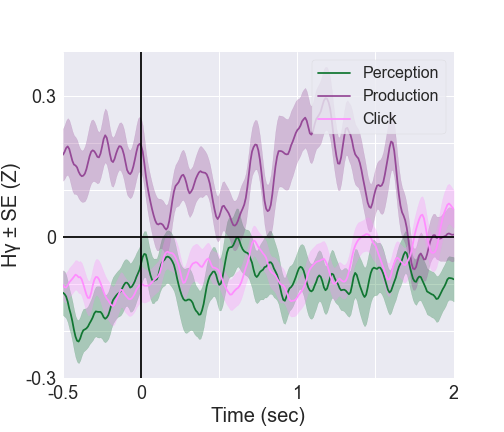 Perception
Production
Click
Hγ ± SE (Z)
0.3
0
-0.3
-0.5
0
1
2
Time (sec)